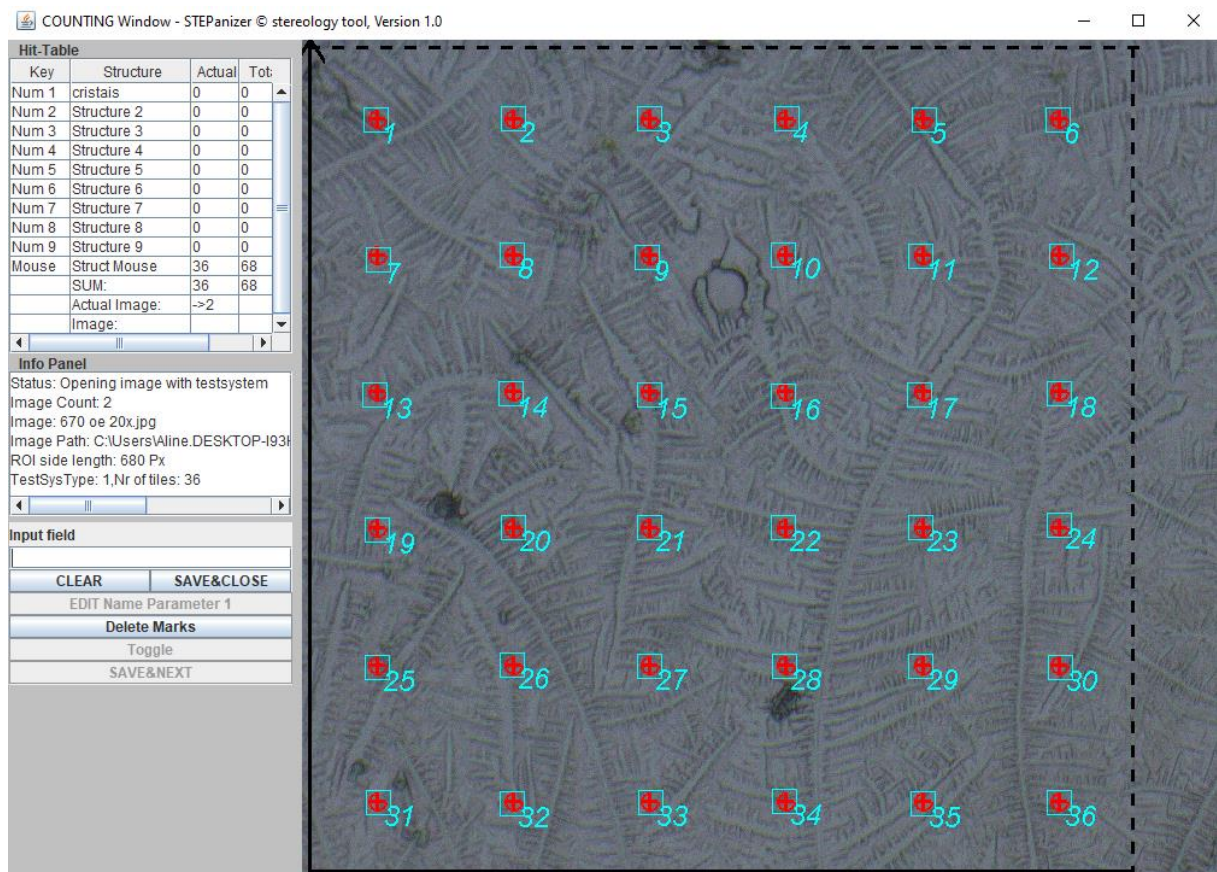 COUNTING Window - STEPanizer © stereology tool, Version 1.0
Hit-Table
Key Structure Actual Tot
Num 1 cristais 0 0
Num 2 Structure 2 0 0
Num 3 Structure 3 0 0
Num 4 Structure 4 0 0
Num 5 Structure 5 0 0
Num 6 Structure 6 0 0
Num 7 Structure 7 0 0
Num 8 Structure 8 0 0
Num 9 Structure 9 0 0
Mouse Struct Mouse 36 68
SUM: 36 68
Actual Image: ->2
Image:
Info Panel
Status: Opening image with testsystem
Image Count: 2
Image: 670 oe 20x.jpg
Image Path: C:\Users\Aline.DESKTOP-I93
ROI side length: 680 Px
TestSysType: 1,Nr of tiles: 36
Input field
CLEAR SAVE&CLOSE
EDIT Name Parameter 1
Delete Marks
Toggle
SAVE&NEXT
1 2 3 4 5 6
7 8 9 10 11 12
13 14 15 16 17 18
19 20 21 22 23 24
25 26 27 28 29 30
31 32 33 34 35 36